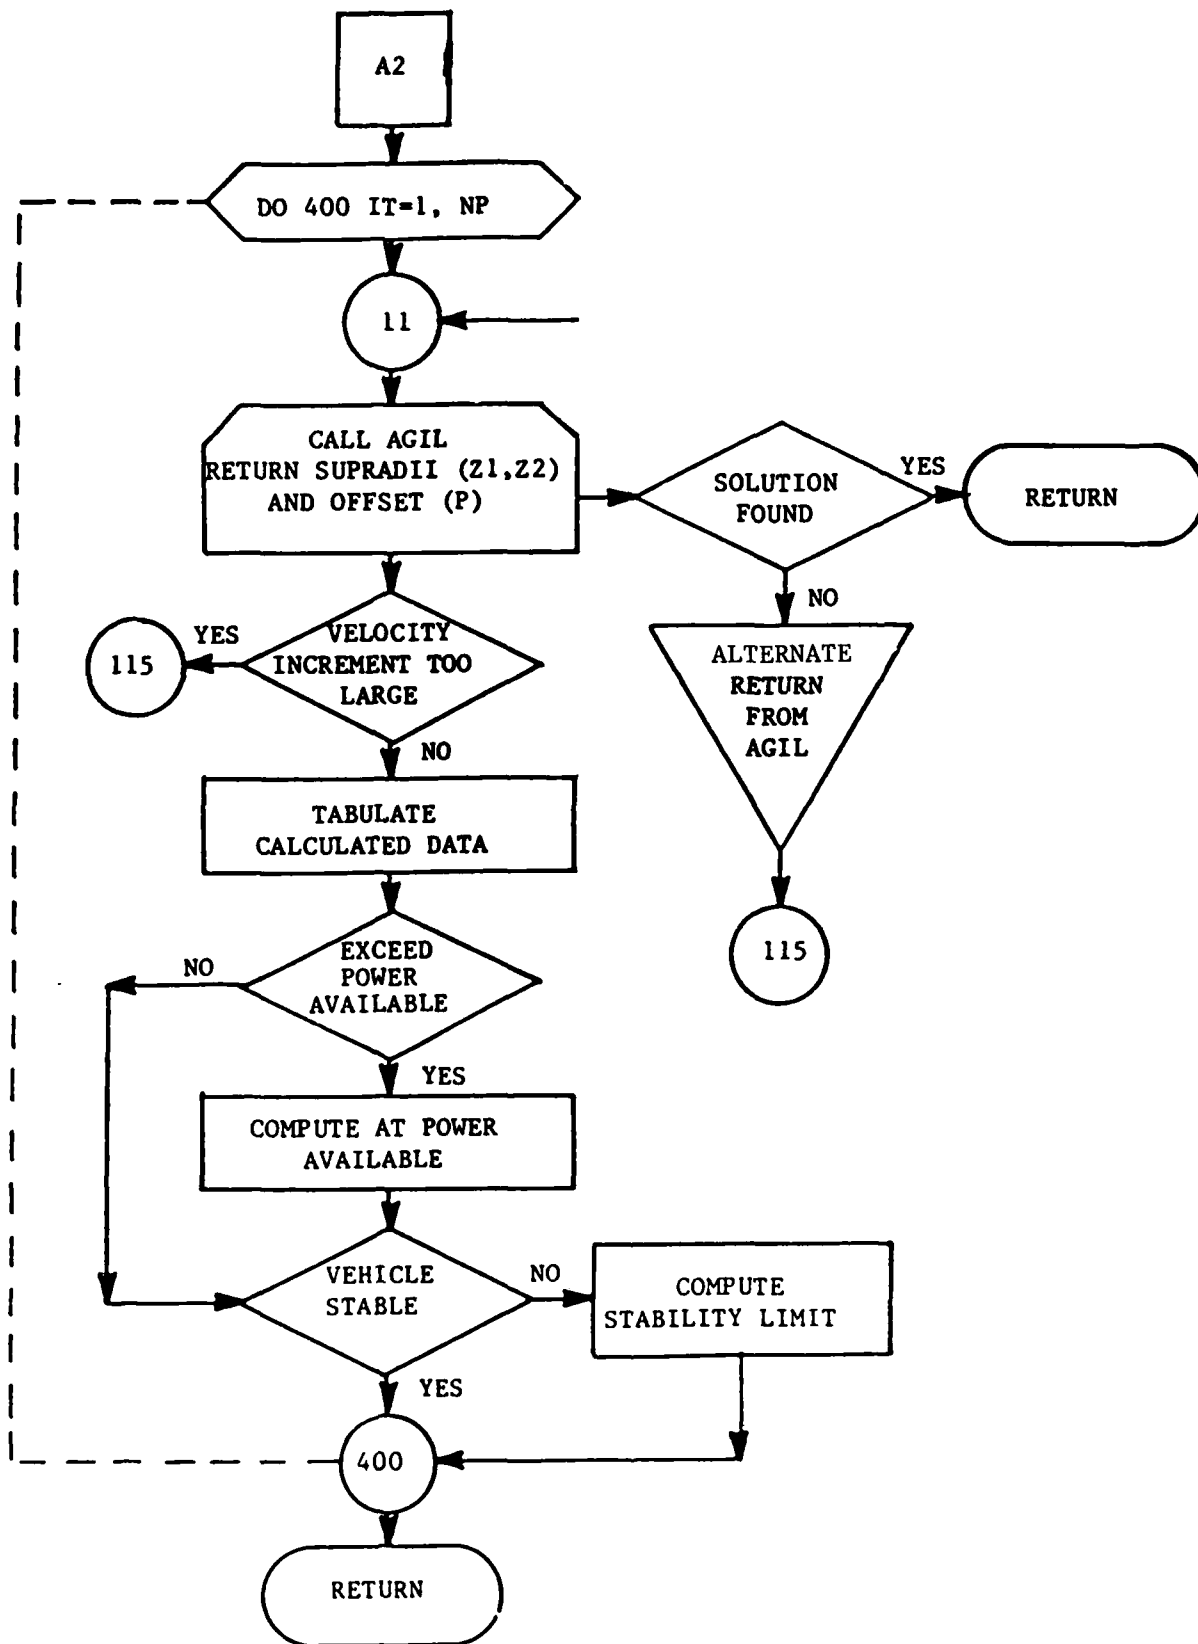 A2
DO 400 IT=1, NP
11
CALL AGIL
RETURN SUPRADII (Z1,Z2)
AND OFFSET (P)
SOLUTION
FOUND
YES
RETURN
NO
ALTERNATE
RETURN
FROM
AGIL
115
VELOCITY
INCREMENT TOO
LARGE
YES
115
NO
TABULATE
CALCULATED DATA
EXCEED
POWER
AVAILABLE
NO
YES
COMPUTE AT POWER
AVAILABLE
VEHICLE
STABLE
NO
COMPUTE
STABILITY LIMIT
YES
400
RETURN